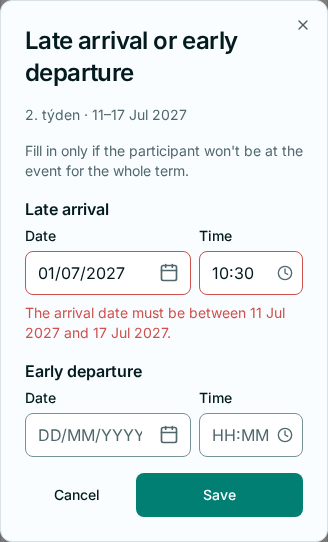 Late arrival or early
departure
2. týden · 11–17 Jul 2027
Fill in only if the participant won't be at the
event for the whole term.
Late arrival
Date Time
01/07/2027 10:30
The arrival date must be between 11 Jul
2027 and 17 Jul 2027.
Early departure
Date Time
DD/MM/YYYY HH:MM
Cancel Save